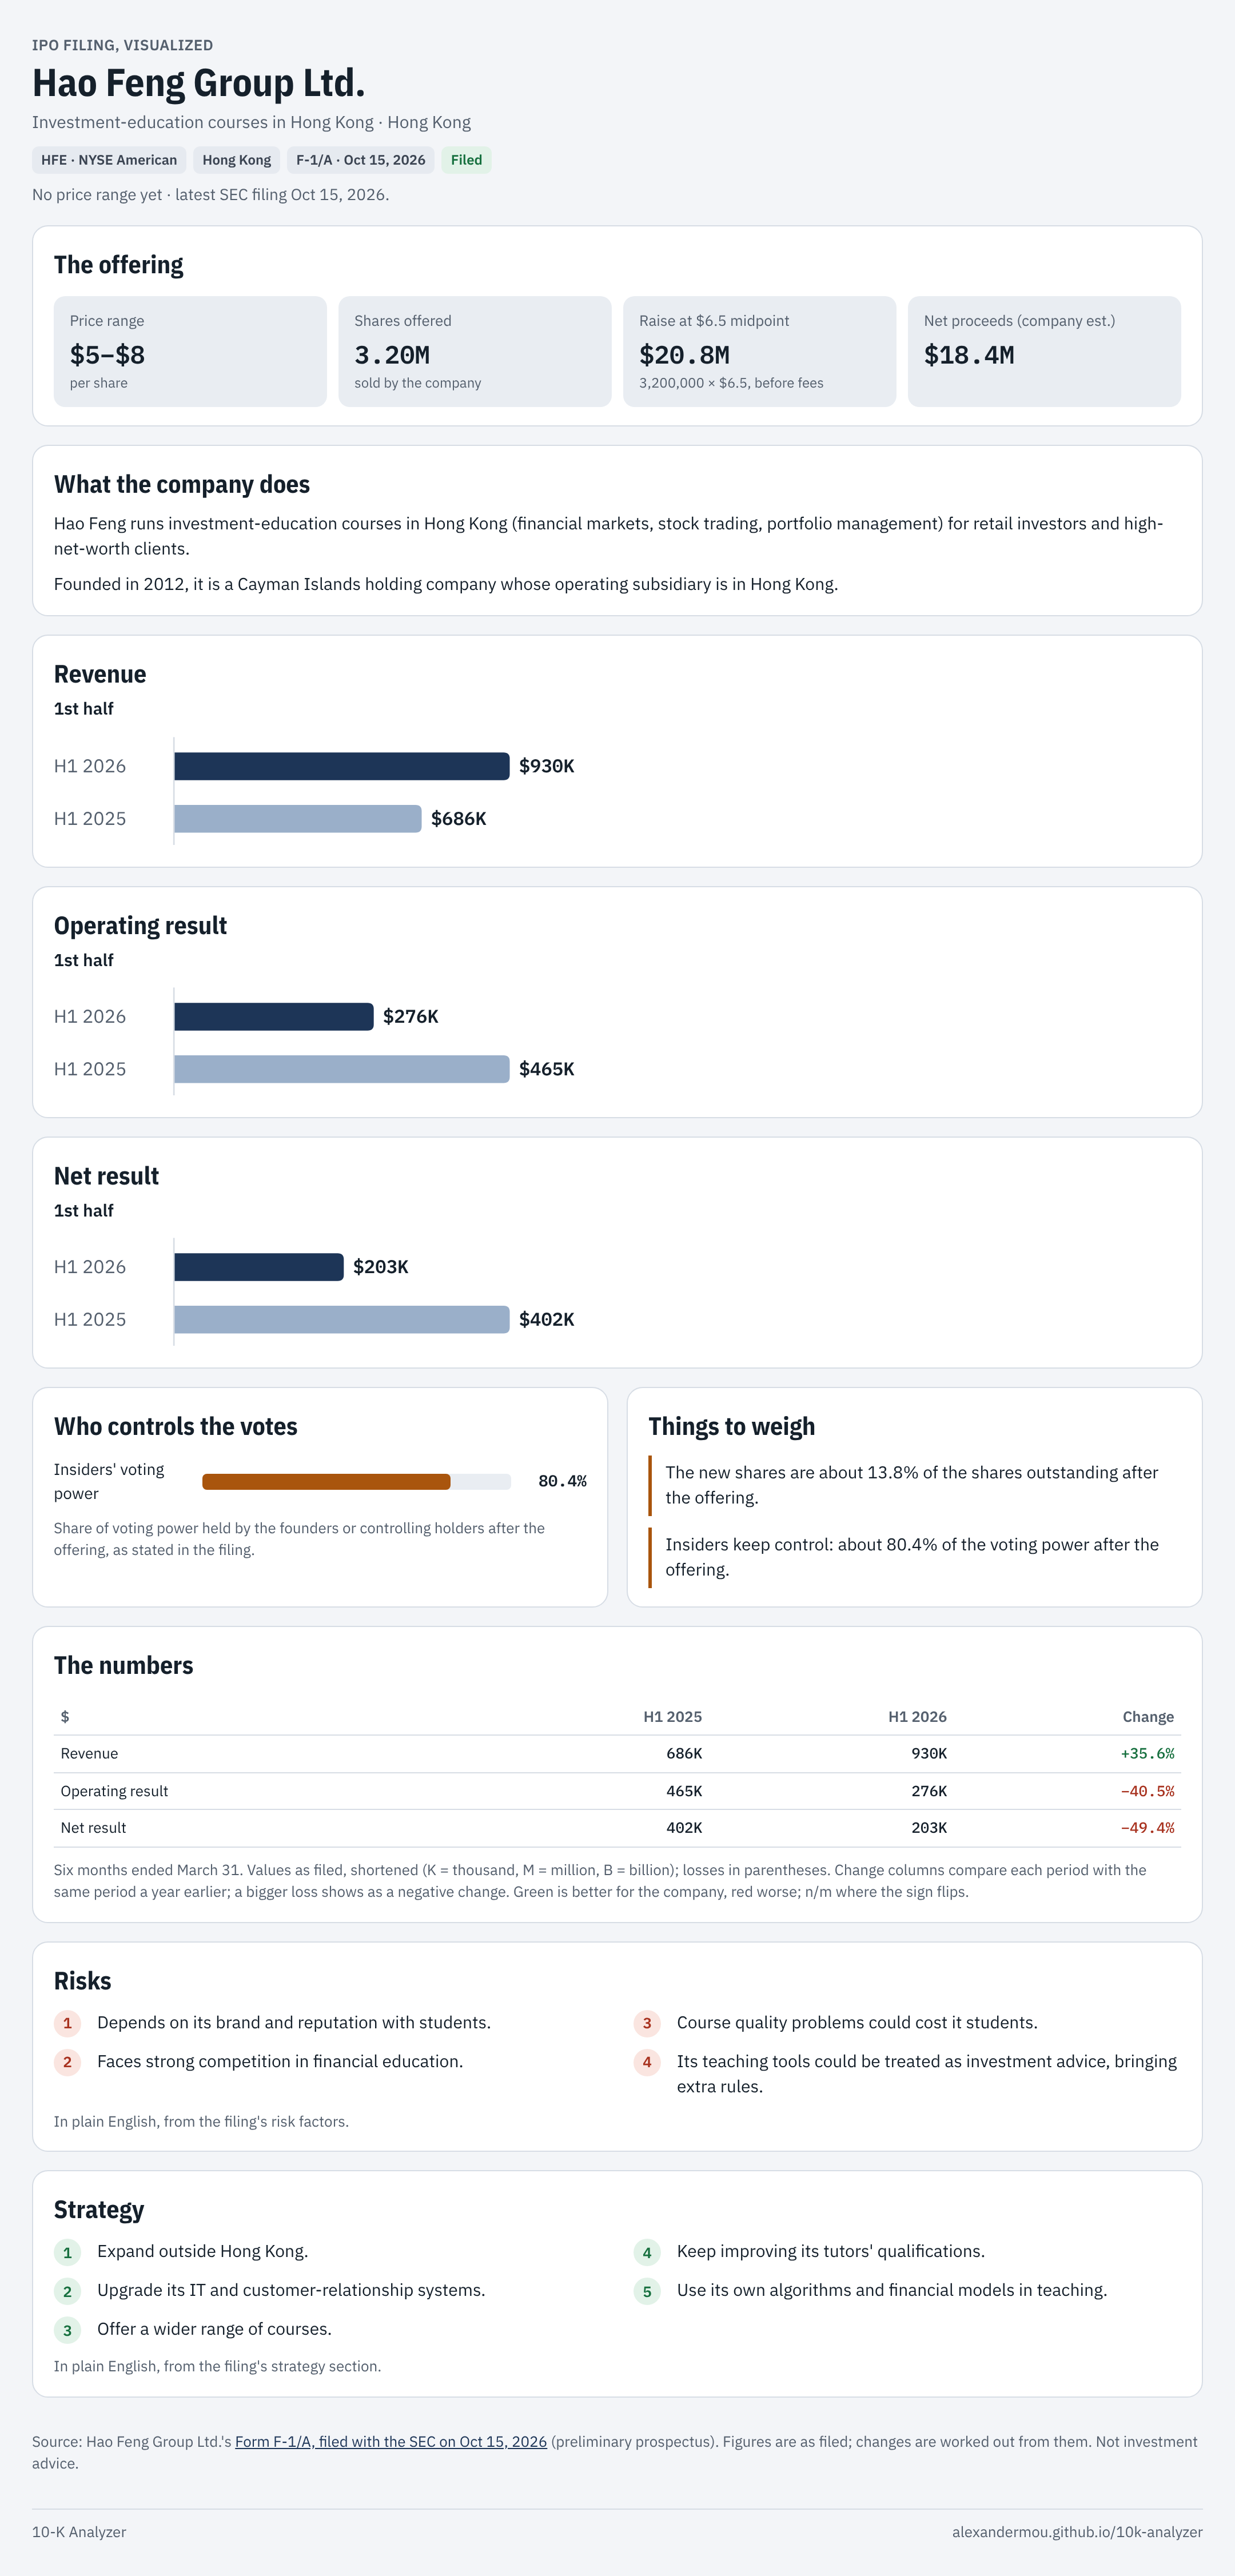 IPO FILING, VISUALIZED
Hao Feng Group Ltd.
Investment-education courses in Hong Kong · Hong Kong
HFE · NYSE American
Hong Kong
F-1/A · Oct 15, 2026
Filed
No price range yet · latest SEC filing Oct 15, 2026.
The offering
Price range
$5–$8
per share
Shares offered
3.20M
sold by the company
Raise at $6.5 midpoint
$20.8M
3,200,000 × $6.5, before fees
Net proceeds (company est.)
$18.4M
What the company does
Hao Feng runs investment-education courses in Hong Kong (financial markets, stock trading, portfolio management) for retail investors and high-
net-worth clients.
Founded in 2012, it is a Cayman Islands holding company whose operating subsidiary is in Hong Kong.
Revenue
1st half
H1 2026 $930K
H1 2025 $686K
Operating result
1st half
H1 2026 $276K
H1 2025 $465K
Net result
1st half
H1 2026 $203K
H1 2025 $402K
Who controls the votes
Insiders' voting
power
80.4%
Share of voting power held by the founders or controlling holders after the
offering, as stated in the filing.
Things to weigh
The new shares are about 13.8% of the shares outstanding after
the offering.
Insiders keep control: about 80.4% of the voting power after the
offering.
The numbers
$ H1 2025 H1 2026 Change
Revenue 686K 930K +35.6%
Operating result 465K 276K −40.5%
Net result 402K 203K −49.4%
Six months ended March 31. Values as filed, shortened (K = thousand, M = million, B = billion); losses in parentheses. Change columns compare each period with the
same period a year earlier; a bigger loss shows as a negative change. Green is better for the company, red worse; n/m where the sign flips.
Risks
1 Depends on its brand and reputation with students.
2 Faces strong competition in financial education.
3 Course quality problems could cost it students.
4 Its teaching tools could be treated as investment advice, bringing
extra rules.
In plain English, from the filing's risk factors.
Strategy
1 Expand outside Hong Kong.
2 Upgrade its IT and customer-relationship systems.
3 Offer a wider range of courses.
4 Keep improving its tutors' qualifications.
5 Use its own algorithms and financial models in teaching.
In plain English, from the filing's strategy section.
Source: Hao Feng Group Ltd.'s Form F-1/A, filed with the SEC on Oct 15, 2026 (preliminary prospectus). Figures are as filed; changes are worked out from them. Not investment
advice.
10-K Analyzer
alexandermou.github.io/10k-analyzer